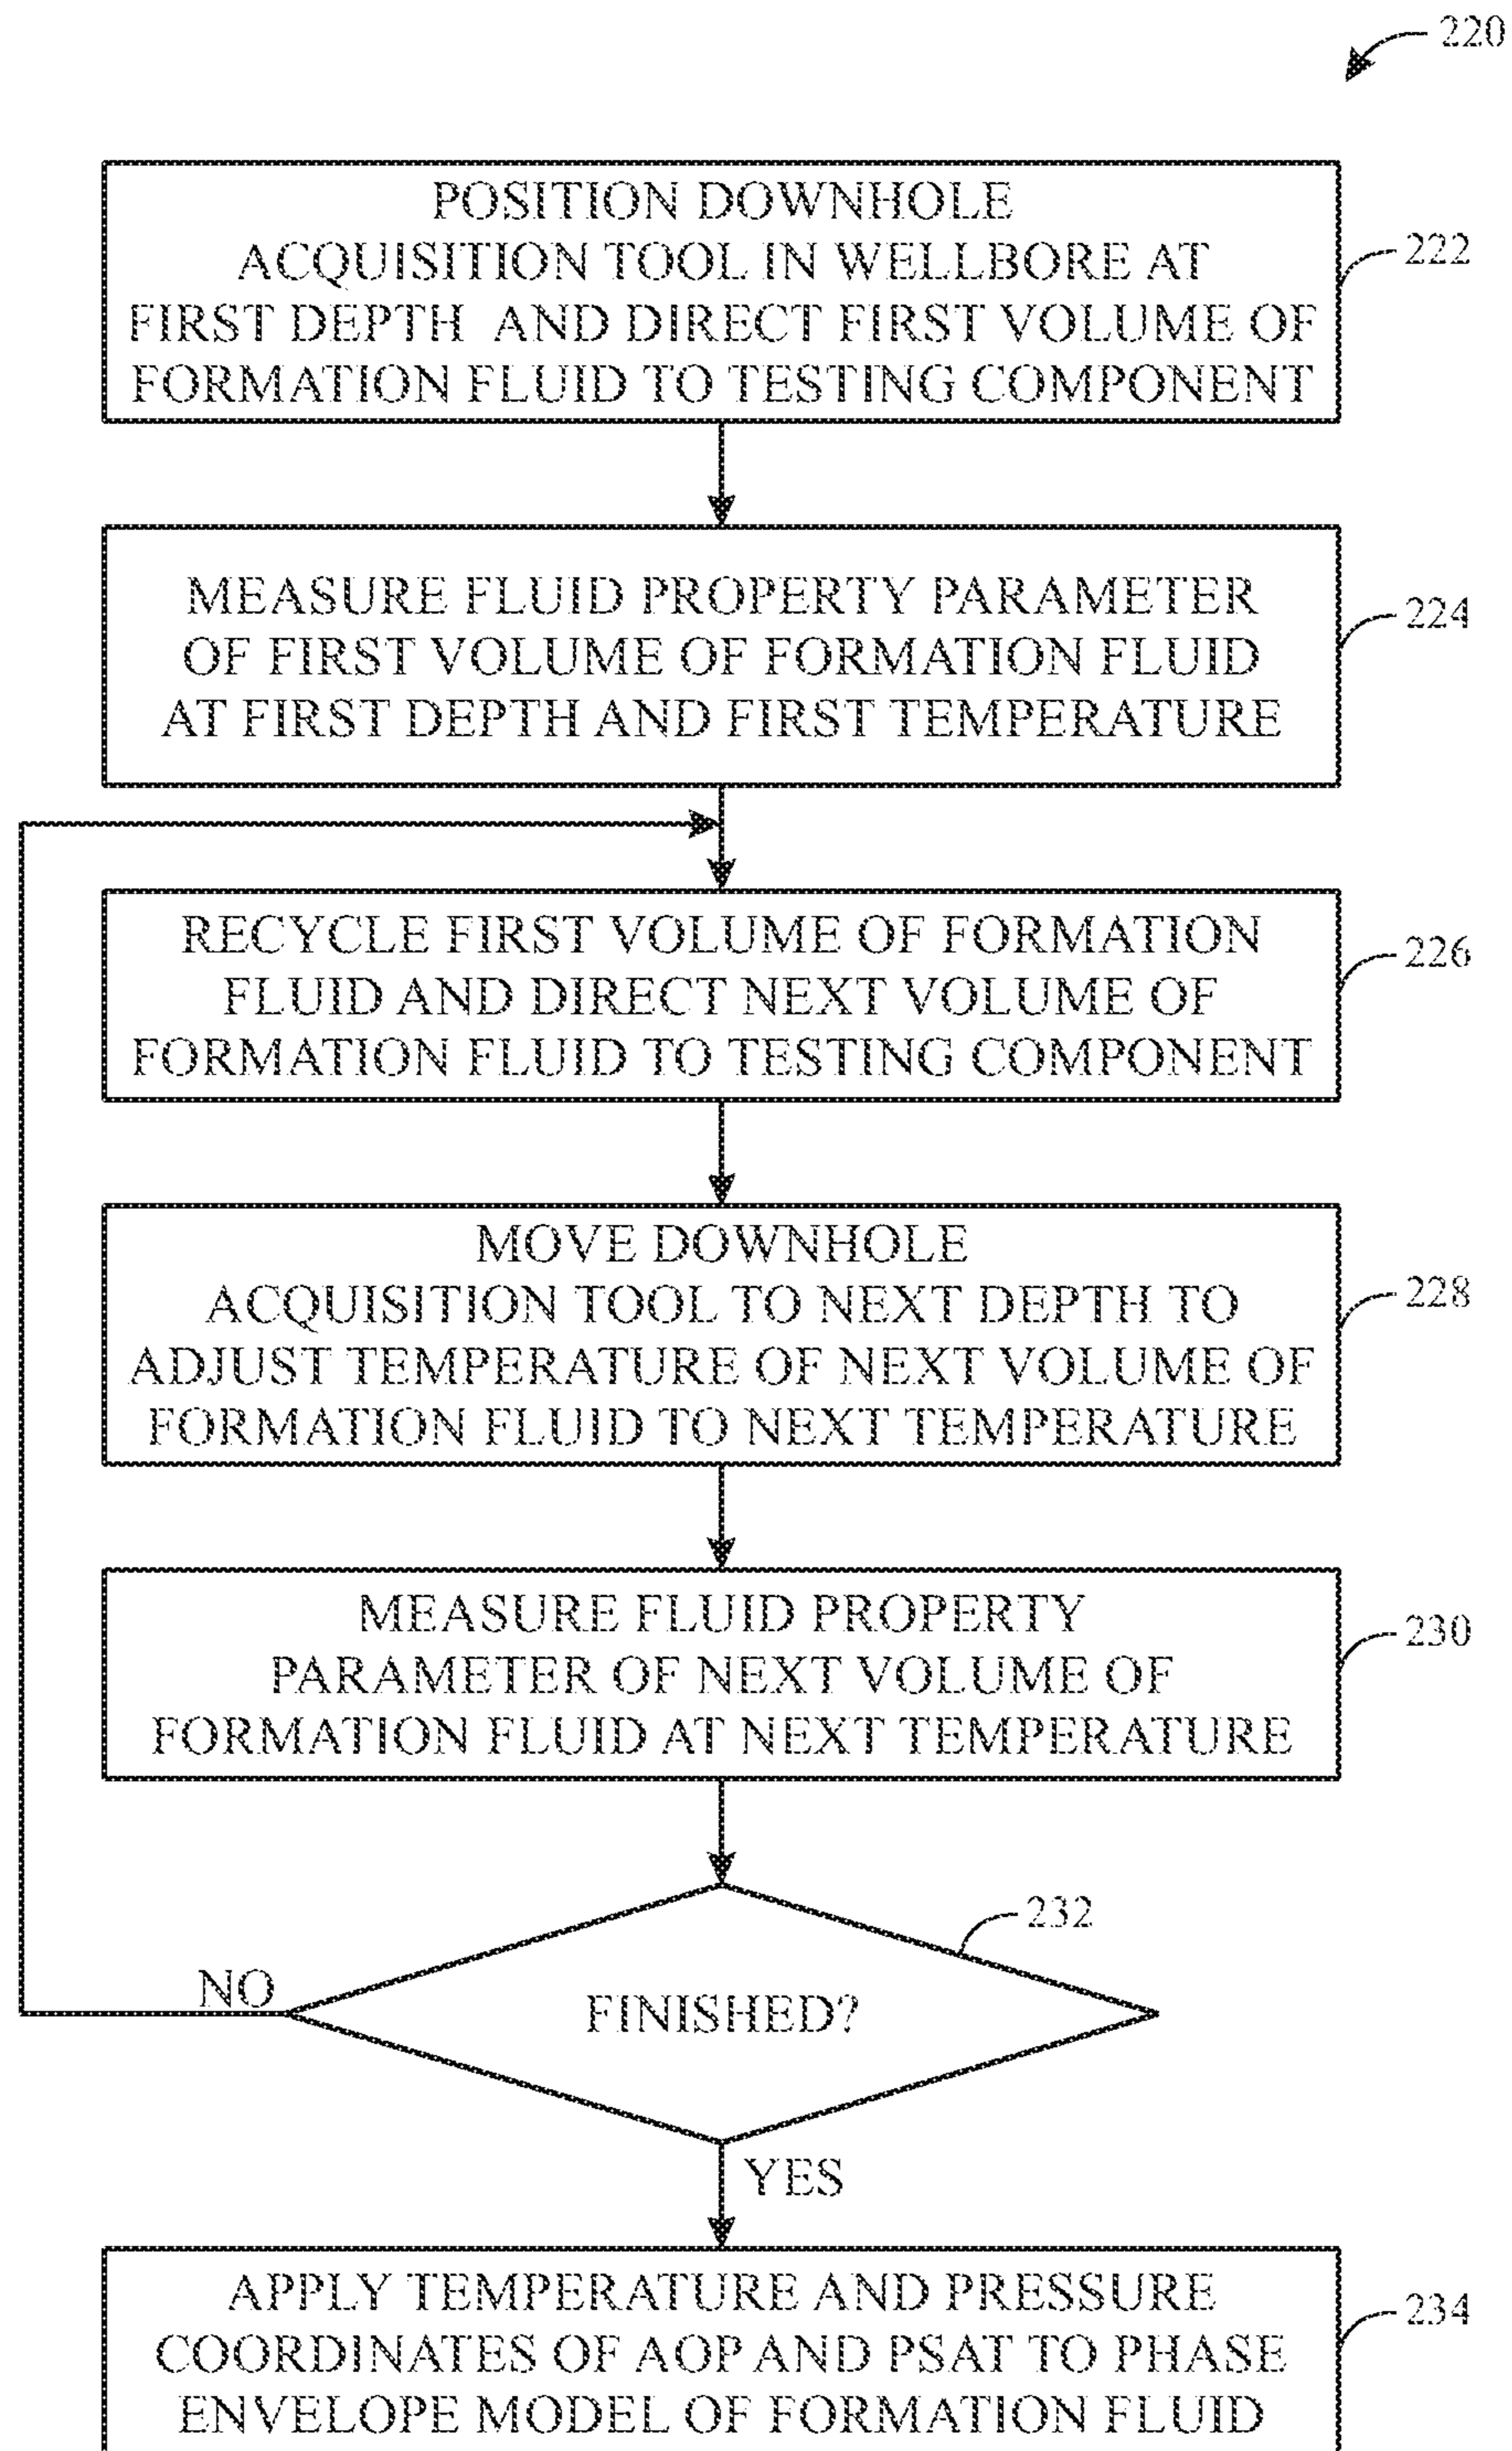 220
POSITION DOWNHOLE
ACQUISITION TOOL IN WELLBORE AT
FIRST DEPTH AND DIRECT FIRST VOLUME OF
FORMATION FLUID TO TESTING COMPONENT
222
MEASURE FLUID PROPERTY PARAMETER
OF FIRST VOLUME OF FORMATION FLUID
AT FIRST DEPTH AND FIRST TEMPERATURE
224
RECYCLE FIRST VOLUME OF FORMATION
FLUID AND DIRECT NEXT VOLUME OF
FORMATION FLUID TO TESTING COMPONENT
226
MOVE DOWNHOLE
ACQUISITION TOOL TO NEXT DEPTH TO
ADJUST TEMPERATURE OF NEXT VOLUME OF
FORMATION FLUID TO NEXT TEMPERATURE
228
MEASURE FLUID PROPERTY
PARAMETER OF NEXT VOLUME OF
FORMATION FLUID AT NEXT TEMPERATURE
230
232
NO
FINISHED?
YES
APPLY TEMPERATURE AND PRESSURE
COORDINATES OF AOP AND PSAT TO PHASE
ENVELOPE MODEL OF FORMATION FLUID
234